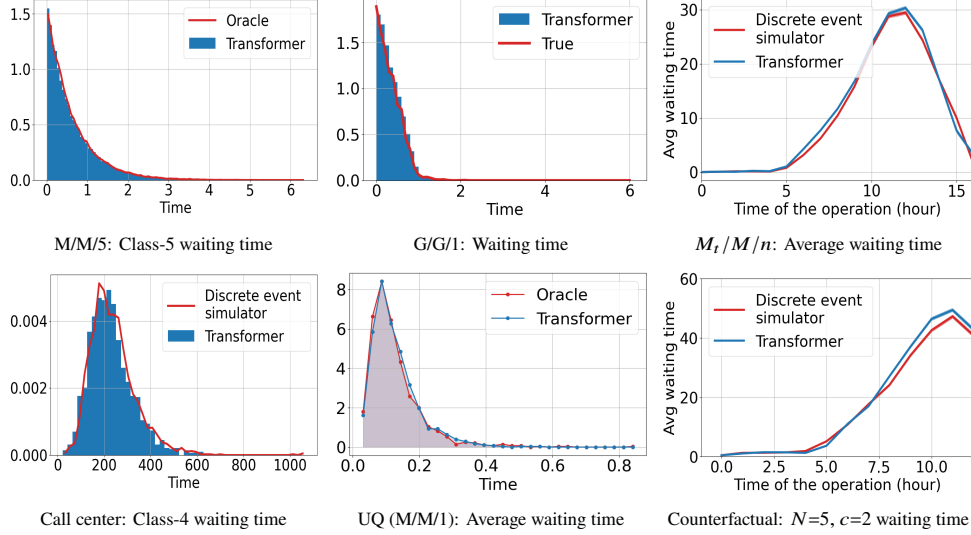 1.5
1.0
0.5
0.0
0
1
2
3
4
5
6
Time
Oracle
Transformer
M/M/5: Class-5 waiting time
1.5
1.0
0.5
0.0
0
2
4
6
Time
Transformer
True
G/G/1: Waiting time
30
20
10
0
0
5
10
15
Avg waiting time
Time of the operation (hour)
Discrete event
simulator
Transformer
M_t/M/n: Average waiting time
0.004
0.002
0.000
0
200
400
600
800
1000
Time
Discrete event
simulator
Transformer
Call center: Class-4 waiting time
8
6
4
2
0
0.0
0.2
0.4
0.6
0.8
Time
Oracle
Transformer
UQ (M/M/1): Average waiting time
60
40
20
0
0.0
2.5
5.0
7.5
10.0
Avg waiting time
Time of the operation (hour)
Discrete event
simulator
Transformer
Counterfactual: N=5, c=2 waiting time